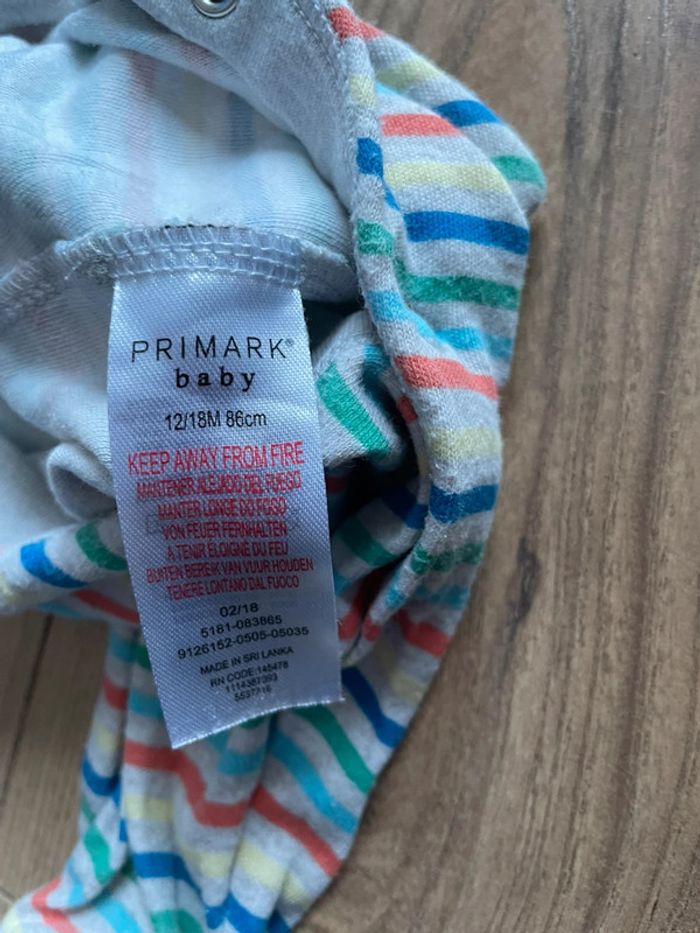 PRIMARK®
baby
12/18M 86cm
KEEP AWAY FROM FIRE
MANTENER ALEJADO DEL FUEGO
MANTER LONGE DO FOGO
VON FEUER FERNHALTEN
A TENIR ELOIGNE DU FEU
BUITEN BEREIK VAN VUUR HOUDEN
TENERE LONTANO DAL FUOCO
02/18
5181-083865
9126152-0505-05035
MADE IN SRI LANKA
RN CODE:145478
1114387093